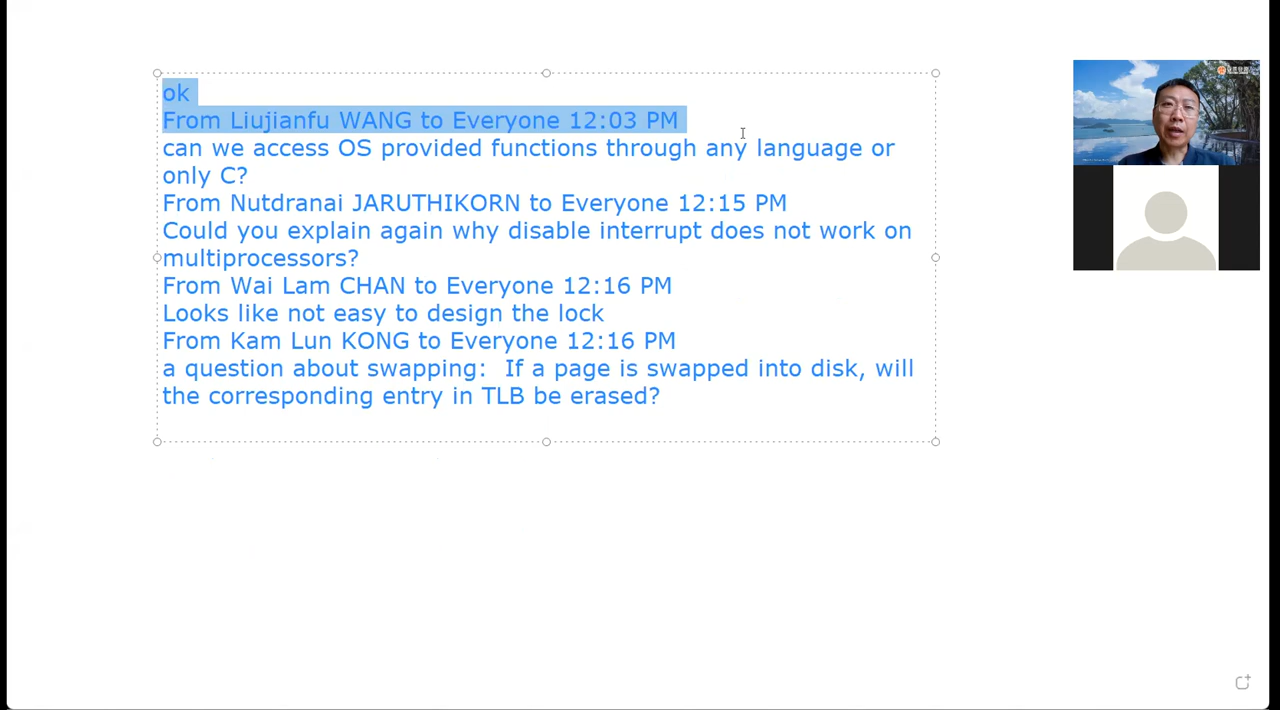 ok
From Liujianfu WANG to Everyone 12:03 PM
can we access OS provided functions through any language or
only C?
From Nutdranai JARUTHIKORN to Everyone 12:15 PM
Could you explain again why disable interrupt does not work on
multiprocessors?
From Wai Lam CHAN to Everyone 12:16 PM
Looks like not easy to design the lock
From Kam Lun KONG to Everyone 12:16 PM
a question about swapping:  If a page is swapped into disk, will
the corresponding entry in TLB be erased?